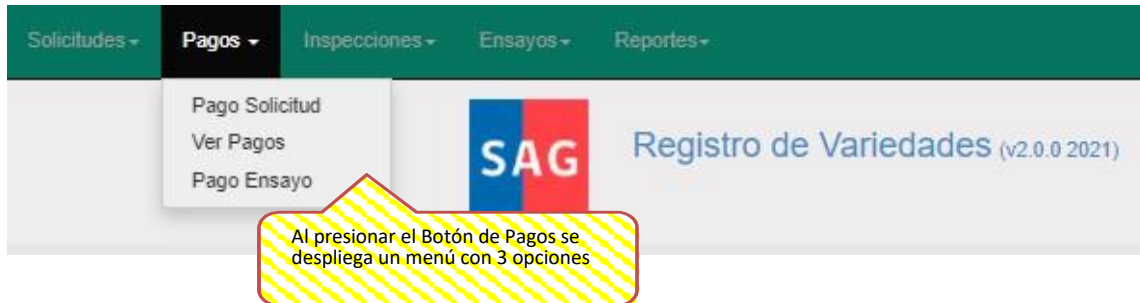 Solicitudes Pagos Inspecciones Ensayos Reportes
Pago Solicitud
Ver Pagos
Pago Ensayo
SAG
Registro de Variedades (v2.0.0 2021)
Al presionar el Botón de Pagos se
despliega un menú con 3 opciones